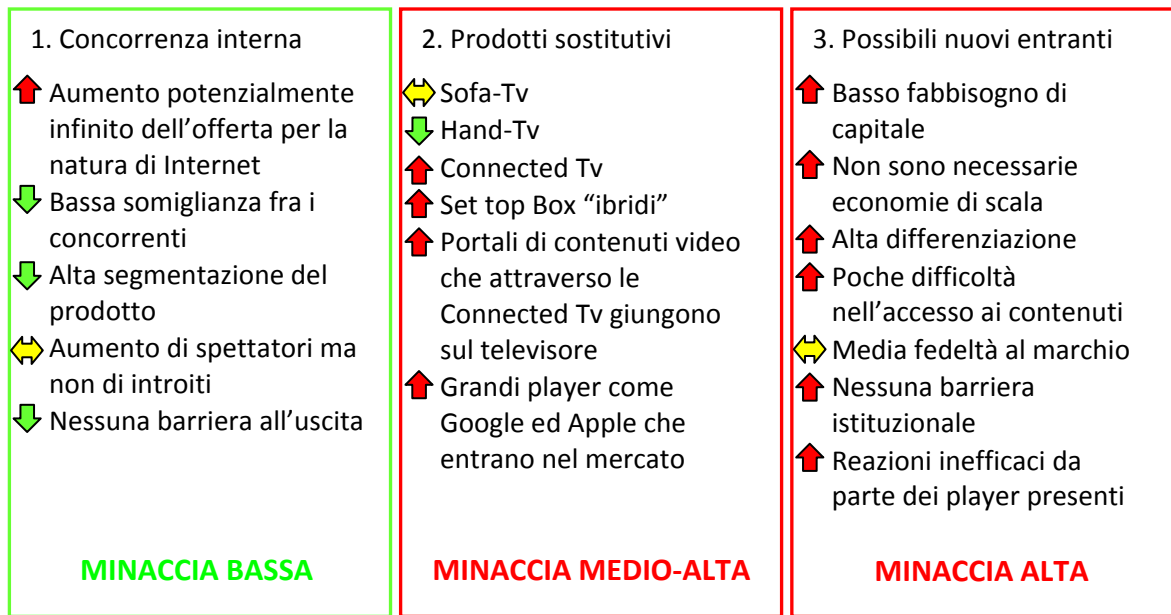 1. Concorrenza interna
Aumento potenzialmente
infinito dell’offerta per la
natura di Internet
Bassa somiglianza fra i
concorrenti
Alta segmentazione del
prodotto
Aumento di spettatori ma
non di introiti
Nessuna barriera all’uscita
MINACCIA BASSA
2. Prodotti sostitutivi
Sofa-Tv
Hand-Tv
Connected Tv
Set top Box “ibridi”
Portali di contenuti video
che attraverso le
Connected Tv giungono
sul televisore
Grandi player come
Google ed Apple che
entrano nel mercato
MINACCIA MEDIO-ALTA
3. Possibili nuovi entranti
Basso fabbisogno di
capitale
Non sono necessarie
economie di scala
Alta differenziazione
Poche difficoltà
nell’accesso ai contenuti
Media fedeltà al marchio
Nessuna barriera
istituzionale
Reazioni inefficaci da
parte dei player presenti
MINACCIA ALTA